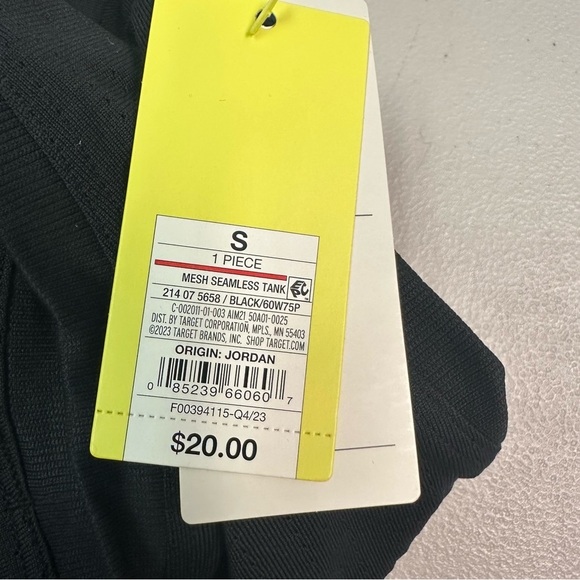 S
1 PIECE
MESH SEAMLESS TANK
214 07 5658 / BLACK/60W75P
C-002011-01-003 AIM21 50A01-0025
DIST. BY TARGET CORPORATION, MPLS., MN 55403
©2023 TARGET BRANDS, INC. SHOP TARGET.COM
ORIGIN: JORDAN
0 85239 66060 7
F00394115-Q4/23
$20.00